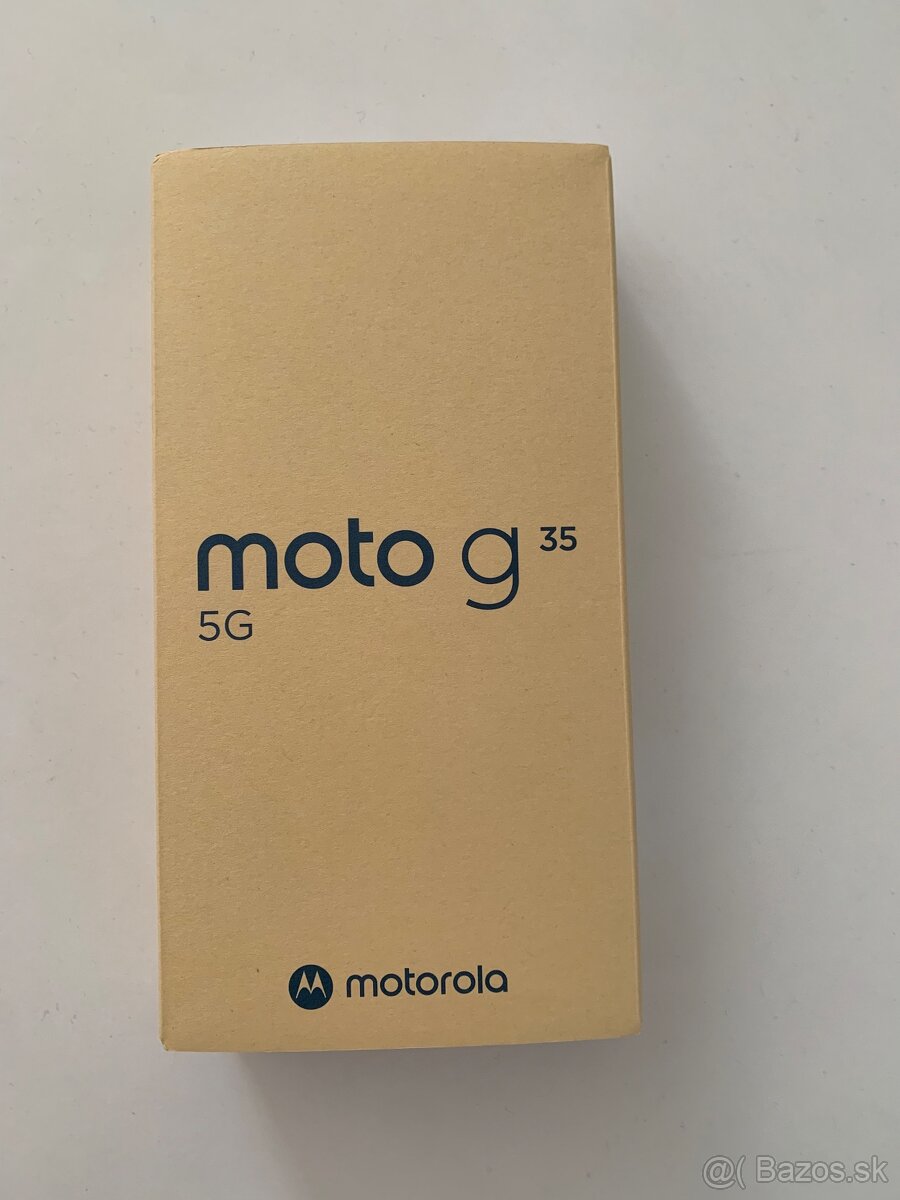 moto g 35
5G
motorola
@( Bazos.sk